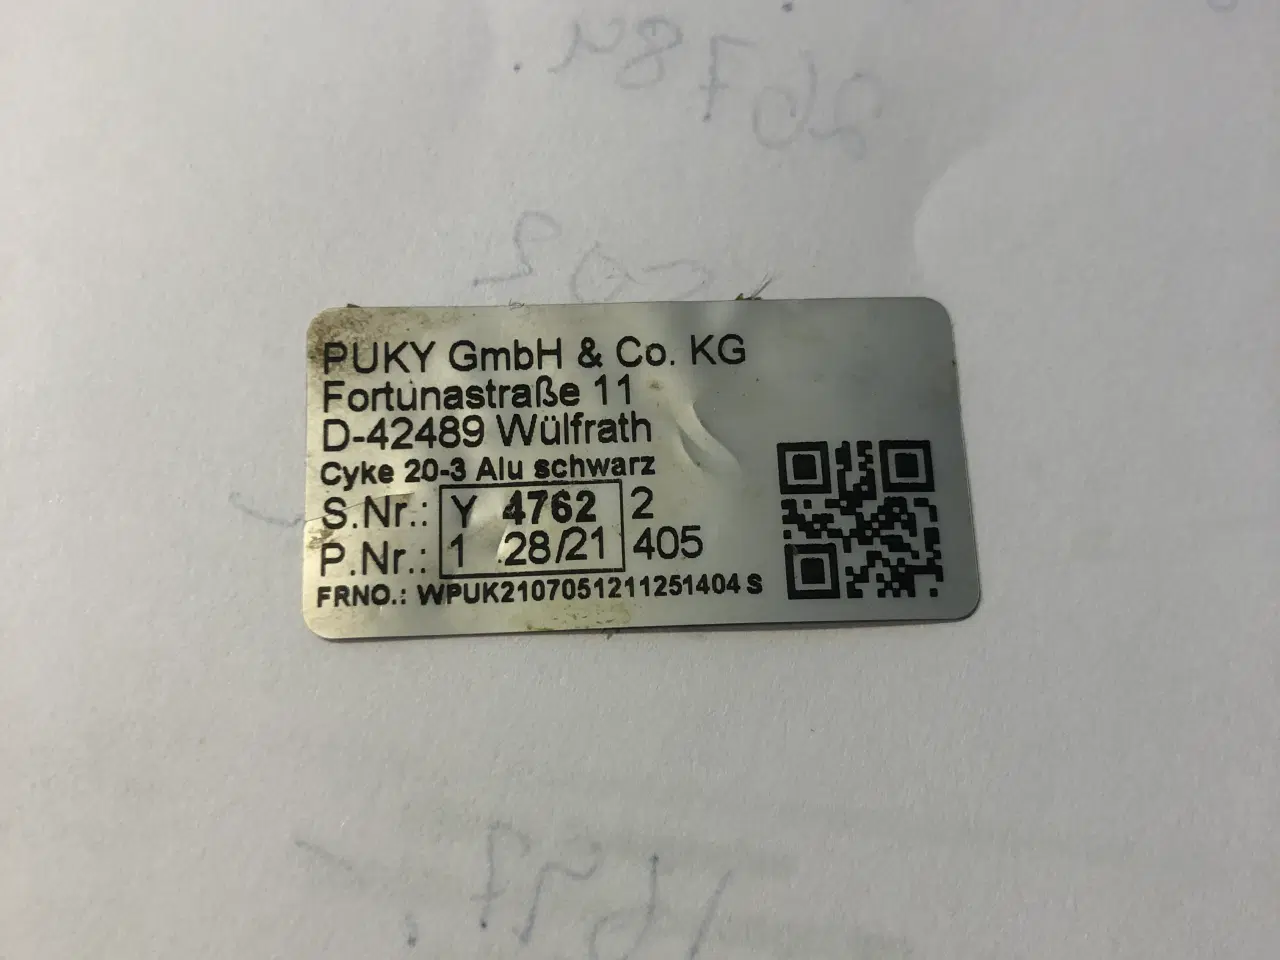 PUKY GmbH & Co. KG
Fortunastraße 11
D-42489 Wülfrath
Cyke 20-3 Alu schwarz
S.Nr.: Y 4762 2
P.Nr.: 1 .28/21 405
FRNO.: WPUK2107051211251404 S